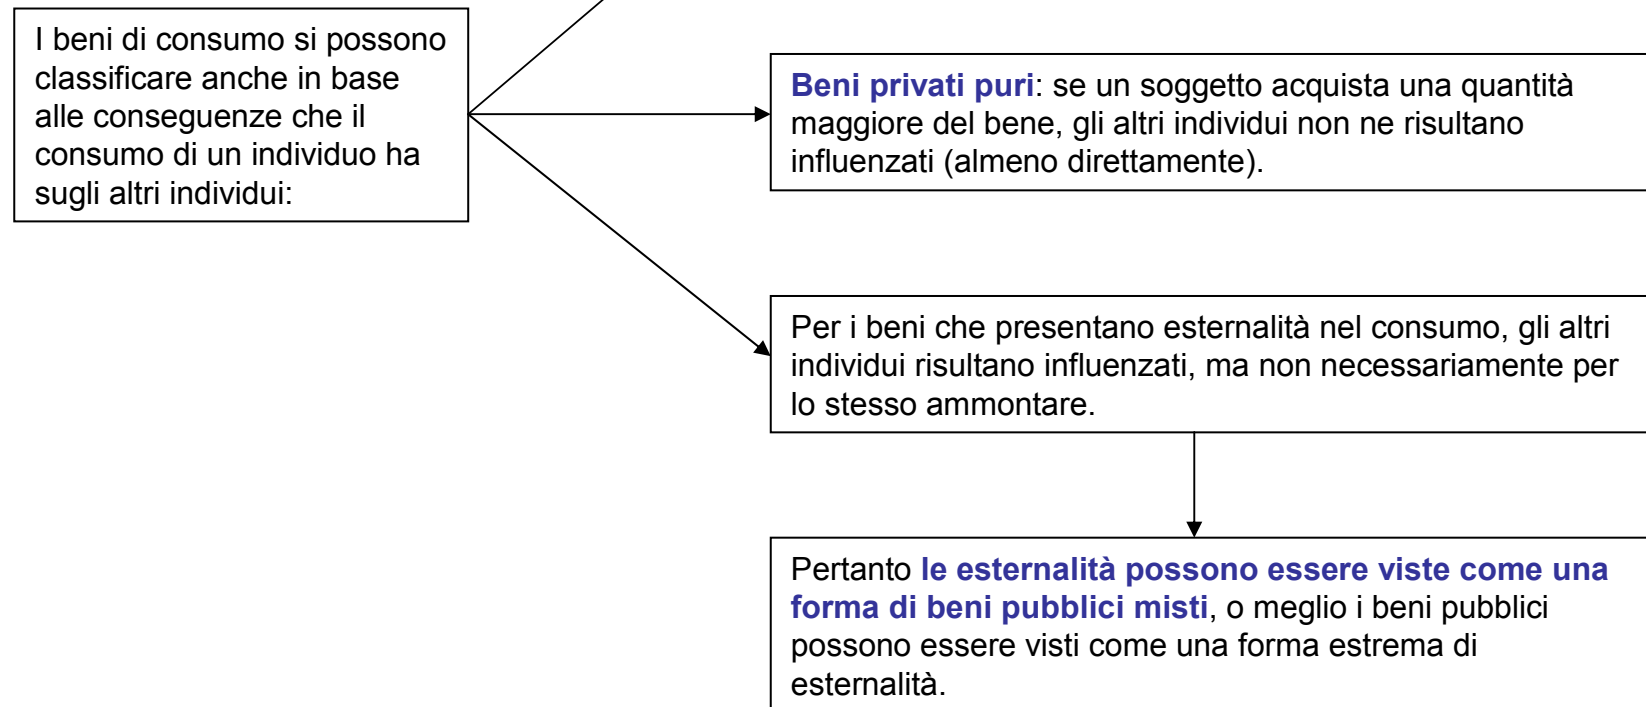 I beni di consumo si possono
classificare anche in base
alle conseguenze che il
consumo di un individuo ha
sugli altri individui:
Beni privati puri: se un soggetto acquista una quantità
maggiore del bene, gli altri individui non ne risultano
influenzati (almeno direttamente).
Per i beni che presentano esternalità nel consumo, gli altri
individui risultano influenzati, ma non necessariamente per
lo stesso ammontare.
Pertanto le esternalità possono essere viste come una
forma di beni pubblici misti, o meglio i beni pubblici
possono essere visti come una forma estrema di
esternalità.